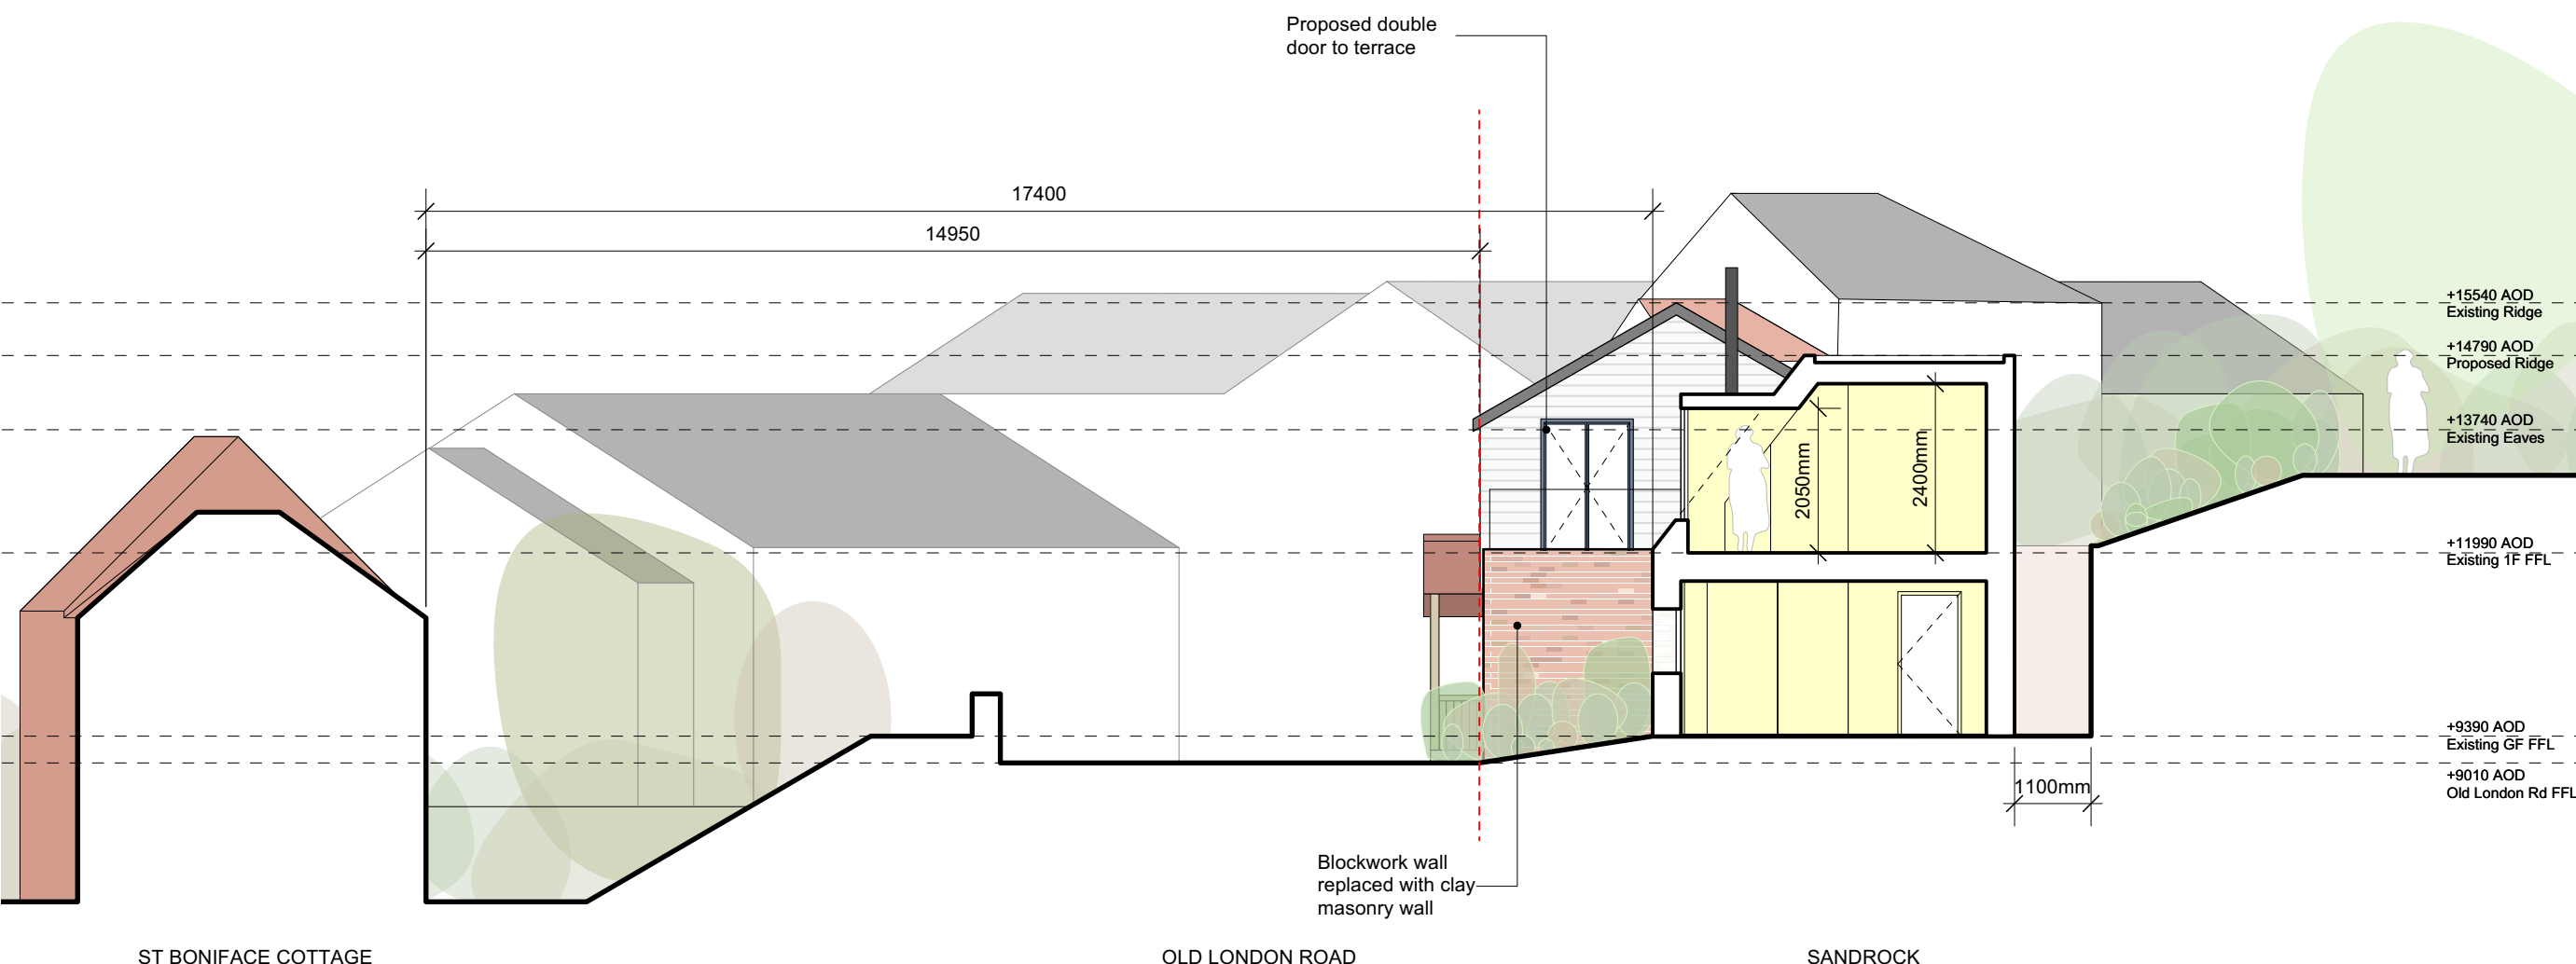 Proposed double
door to terrace
17400
14950
+15540 AOD
Existing Ridge
+14790 AOD
Proposed Ridge
+13740 AOD
Existing Eaves
2050mm
2400mm
+11990 AOD
Existing 1F FFL
+9390 AOD
Existing GF FFL
+9010 AOD
Old London Rd FFL
1100mm
Blockwork wall
replaced with clay
masonry wall
ST BONIFACE COTTAGE
OLD LONDON ROAD
SANDROCK